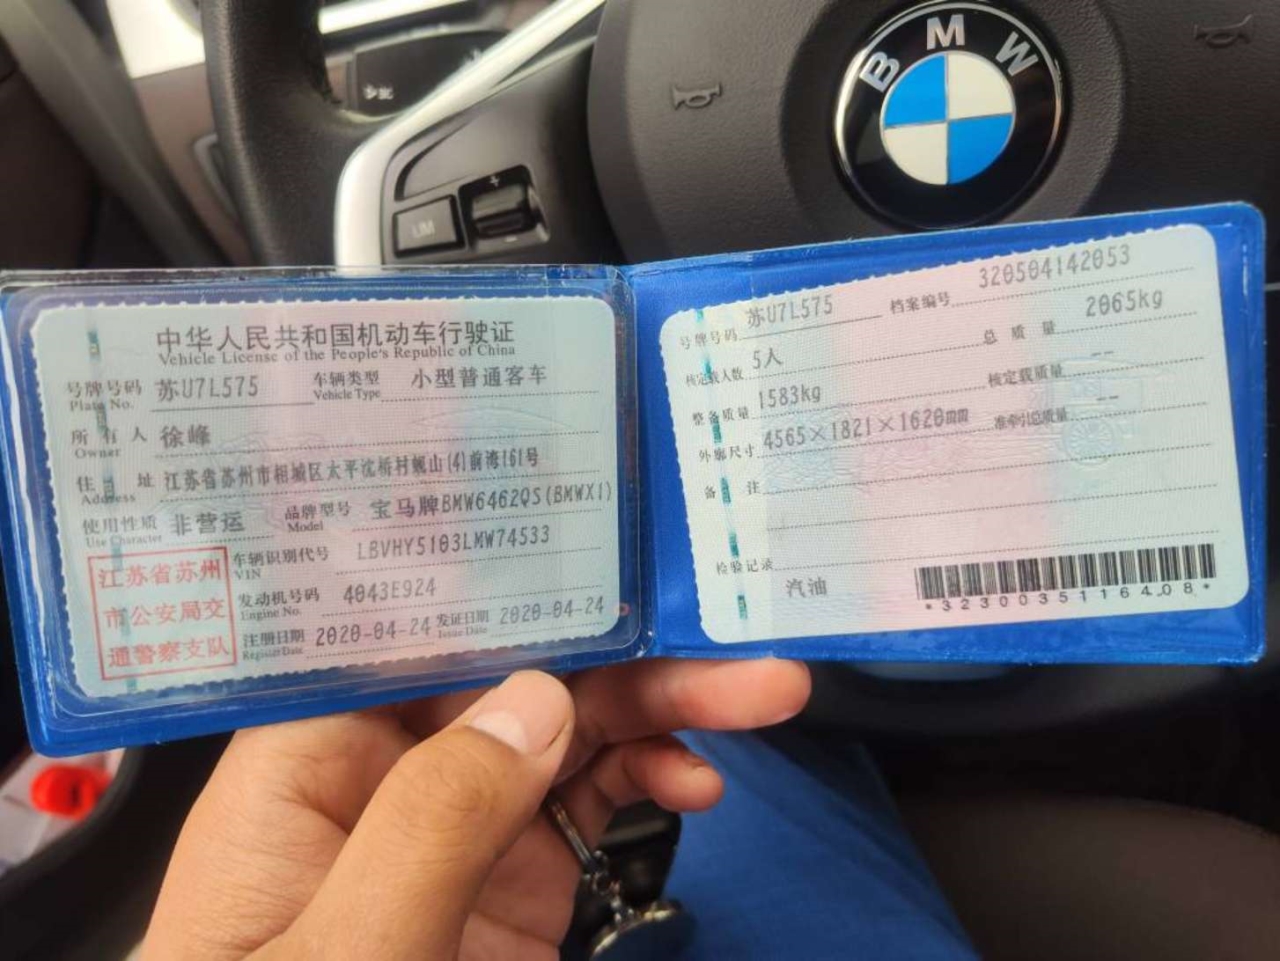 BMW
LIM
中华人民共和国机动车行驶证
Vehicle License of the People's Republic of China
号牌号码 苏U7L575 车辆类型 小型普通客车
Plate No. Vehicle Type
所有人 徐峰
Owner
住址 江苏省苏州市相城区太平沈桥村蚬山(4)前湾161号
Address
使用性质 非营运 品牌型号 宝马牌BMW6462QS(BMWX1)
Use Character Model
江苏省苏州
市公安局交
通警察支队
车辆识别代号 LBVHY5103LMW74533
VIN
发动机号码 4043E924
Engine No.
注册日期 2020-04-24 发证日期 2020-04-24
Register Date Issue Date
号牌号码 苏U7L575 档案编号 320504142053
核定载人数 5人 总质量 2065kg
整备质量 1583kg 核定载质量 --
外廓尺寸 4565×1821×1620mm 准牵引总质量 --
备注
检验记录
汽油
*3230035116408*